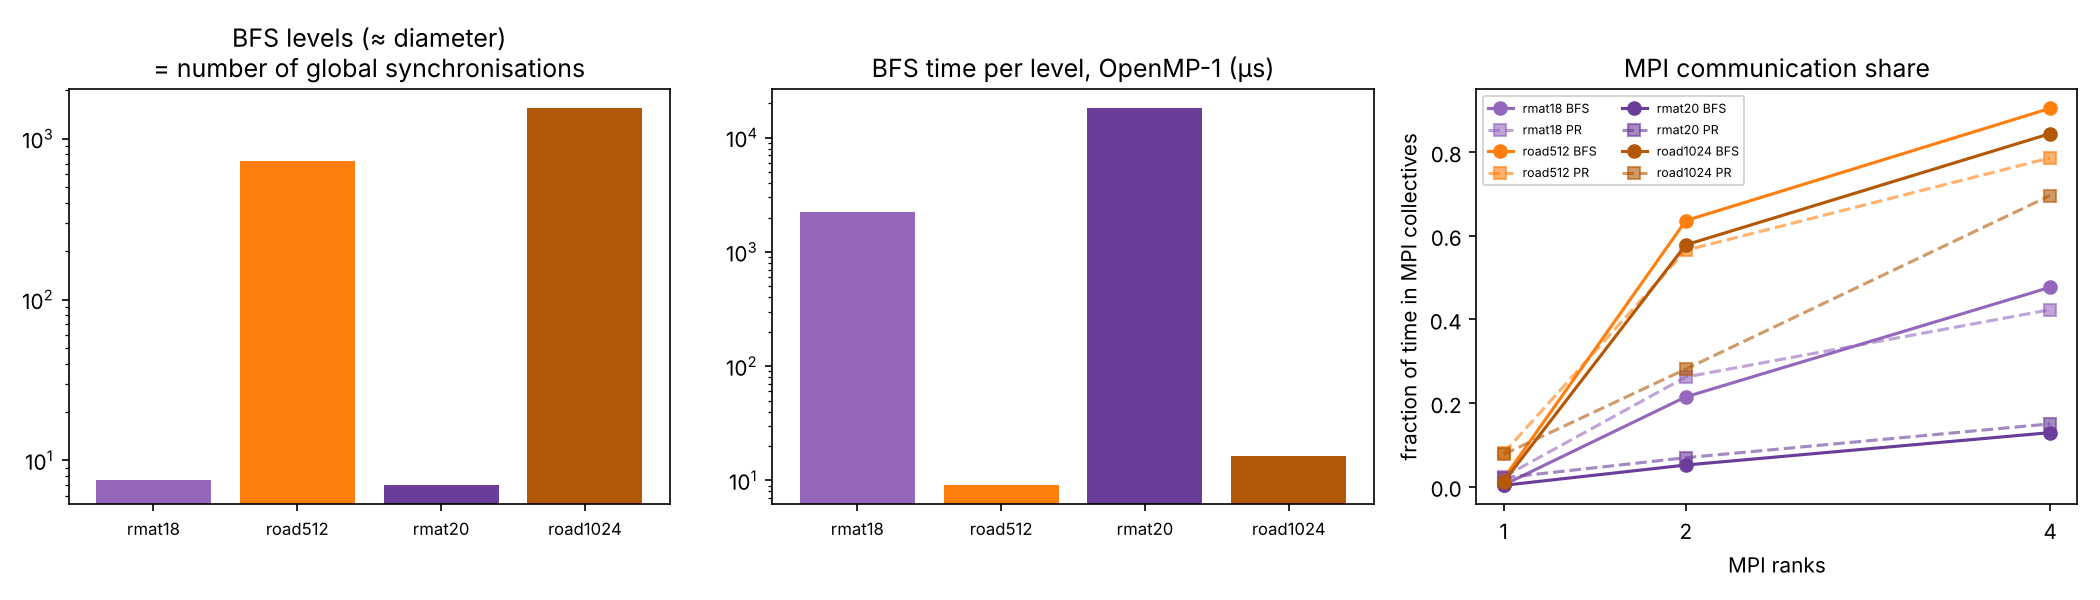 BFS levels (≈ diameter)
= number of global synchronisations
10³
10²
10¹
rmat18
road512
rmat20
road1024
BFS time per level, OpenMP-1 (µs)
10⁴
10³
10²
10¹
rmat18
road512
rmat20
road1024
MPI communication share
fraction of time in MPI collectives
rmat18 BFS
rmat18 PR
road512 BFS
road512 PR
rmat20 BFS
rmat20 PR
road1024 BFS
road1024 PR
0.8
0.6
0.4
0.2
0.0
1
2
4
MPI ranks